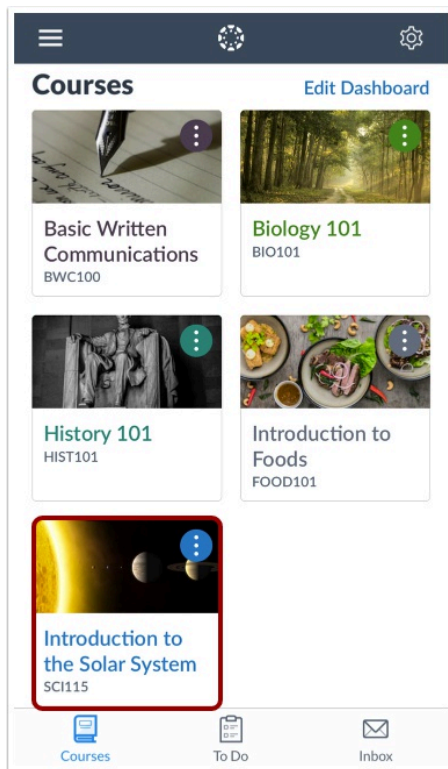 Courses
Edit Dashboard
Basic Written
Communications
BWC100
Biology 101
BIO101
History 101
HIST101
Introduction to
Foods
FOOD101
Introduction to
the Solar System
SCI115
Courses
To Do
Inbox